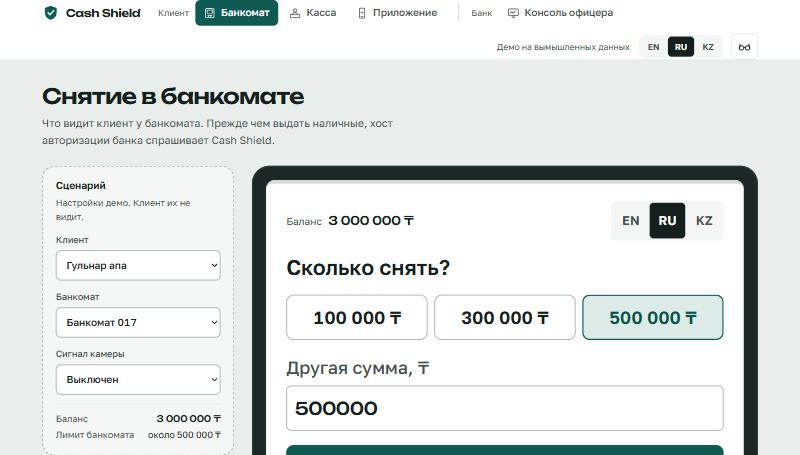 Cash Shield Клиент Банкомат Касса Приложение Банк Консоль офицера
Демо на вымышленных данных EN RU KZ
Снятие в банкомате
Что видит клиент у банкомата. Прежде чем выдать наличные, хост
авторизации банка спрашивает Cash Shield.
Сценарий
Настройки демо. Клиент их не
видит.
Клиент
Гульнар апа
Банкомат
Банкомат 017
Сигнал камеры
Выключен
Баланс 3 000 000 ₸
Лимит банкомата около 500 000 ₸
Баланс 3 000 000 ₸ EN RU KZ
Сколько снять?
100 000 ₸ 300 000 ₸ 500 000 ₸
Другая сумма, ₸
500000